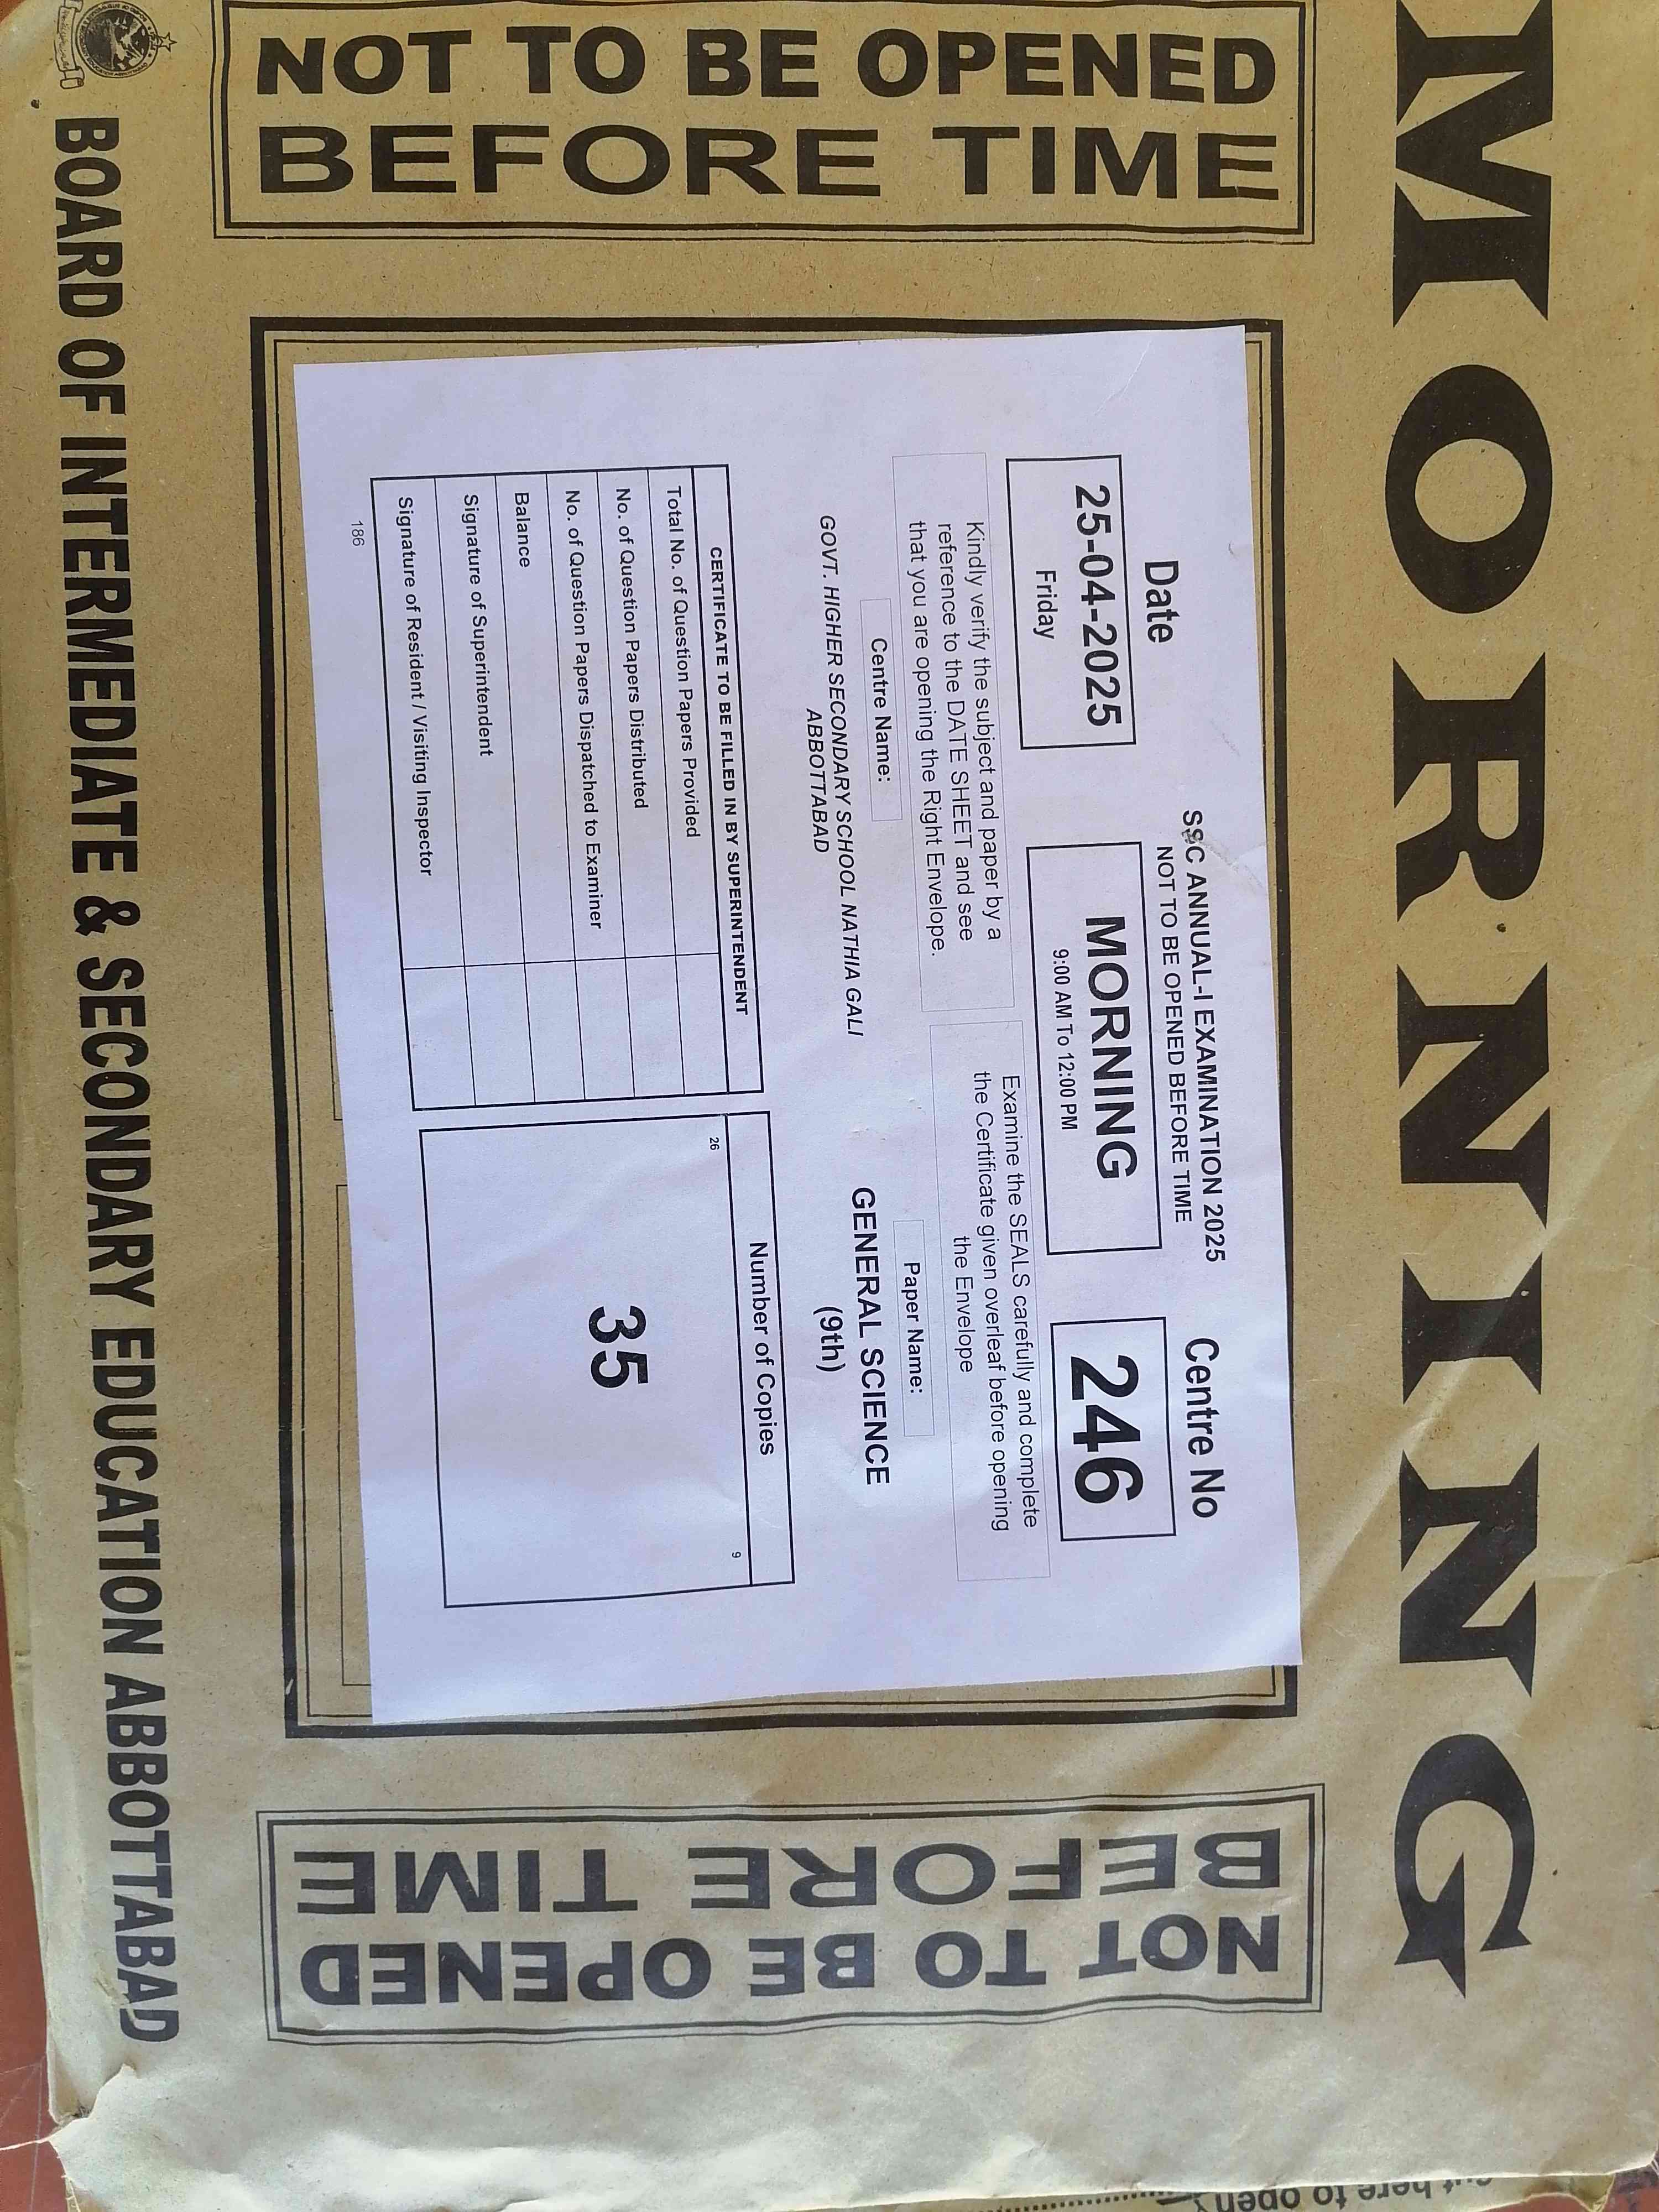 MORNING
NOT TO BE OPENED
BEFORE TIME
SSC ANNUAL-I EXAMINATION 2025
NOT TO BE OPENED BEFORE TIME
Date
25-04-2025
Friday
MORNING
9:00 AM To 12:00 PM
Centre No
246
Kindly verify the subject and paper by a
reference to the DATE SHEET and see
that you are opening the Right Envelope.
Examine the SEALS carefully and complete
the Certificate given overleaf before opening
the Envelope
Centre Name:
GOVT. HIGHER SECONDARY SCHOOL NATHIA GALI
ABBOTTABAD
Paper Name:
GENERAL SCIENCE
(9th)
CERTIFICATE TO BE FILLED IN BY SUPERINTENDENT
Total No. of Question Papers Provided
No. of Question Papers Distributed
No. of Question Papers Dispatched to Examiner
Balance
Signature of Superintendent
Signature of Resident / Visiting Inspector
186
Number of Copies
26
9
35
NOT TO BE OPENED
BEFORE TIME
BOARD OF INTERMEDIATE & SECONDARY EDUCATION ABBOTTABAD
here to open